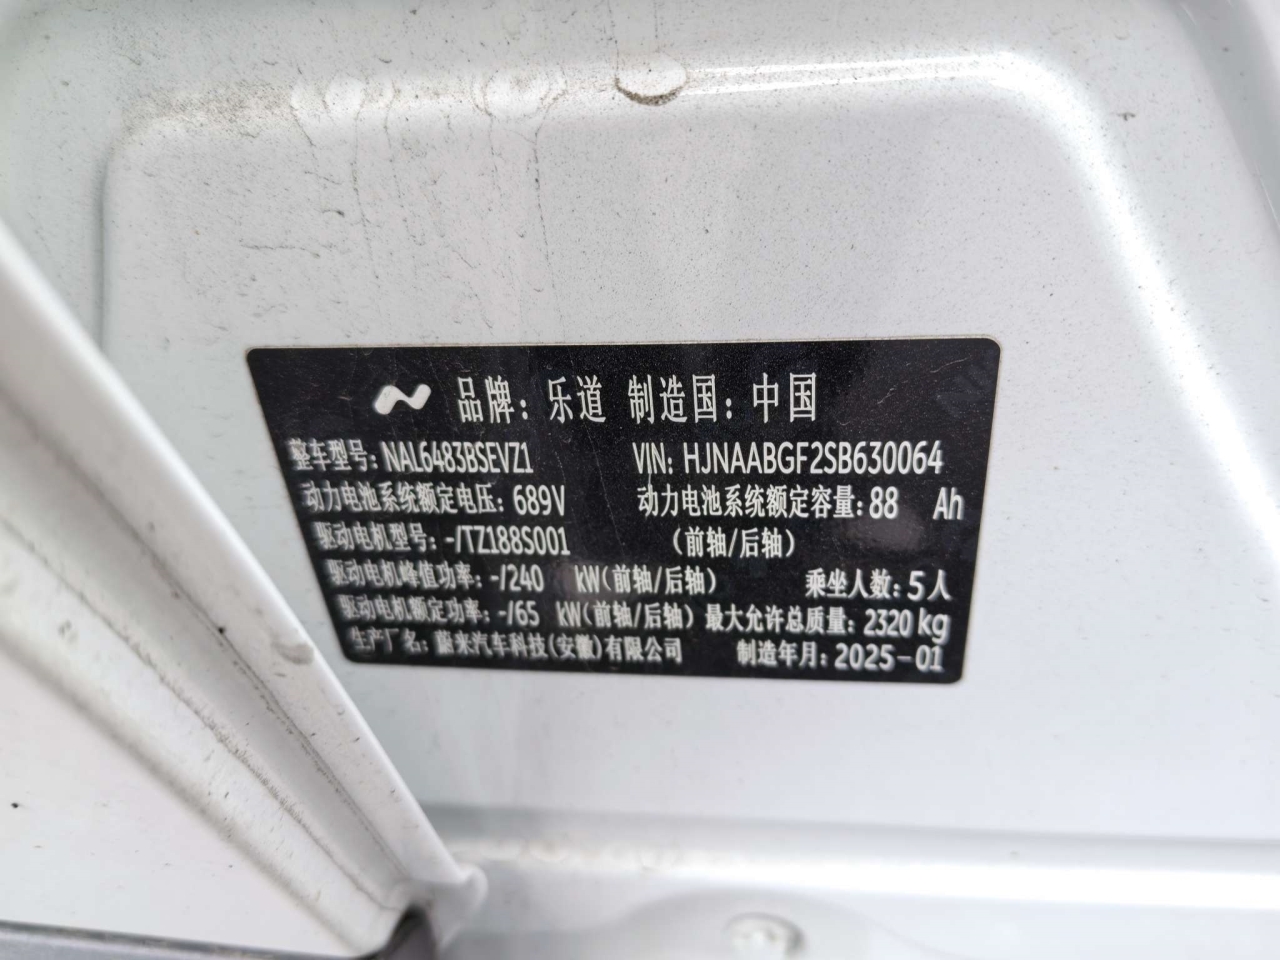 品牌：乐道 制造国：中国
整车型号：NAL6483BSEVZ1 VIN：HJNAABGF2SB630064
动力电池系统额定电压：689V 动力电池系统额定容量：88 Ah
驱动电机型号：-/TZ188S001 （前轴/后轴）
驱动电机峰值功率：-/240 kW（前轴/后轴） 乘坐人数：5人
驱动电机额定功率：-/65 kW（前轴/后轴） 最大允许总质量：2320 kg
生产厂名：蔚来汽车科技（安徽）有限公司 制造年月：2025-01